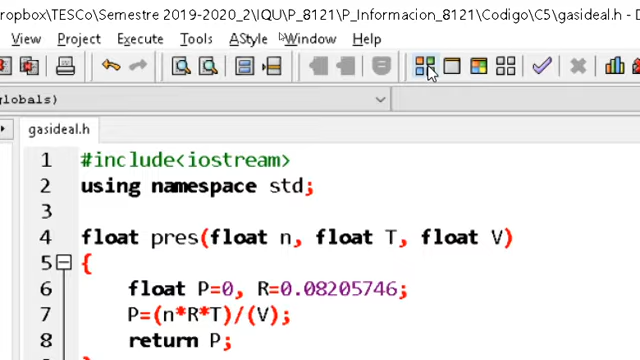 ropbox\TESCo\Semestre 2019-2020_2\IQU\P_8121\P_Informacion_8121\Codigo\C5\gasideal.h - D
View Project Execute Tools AStyle Window Help
globals)
gasideal.h
1 #include<iostream>
2 using namespace std;
3
4 float pres(float n, float T, float V)
5 {
6 float P=0, R=0.08205746;
7 P=(n*R*T)/(V);
8 return P;